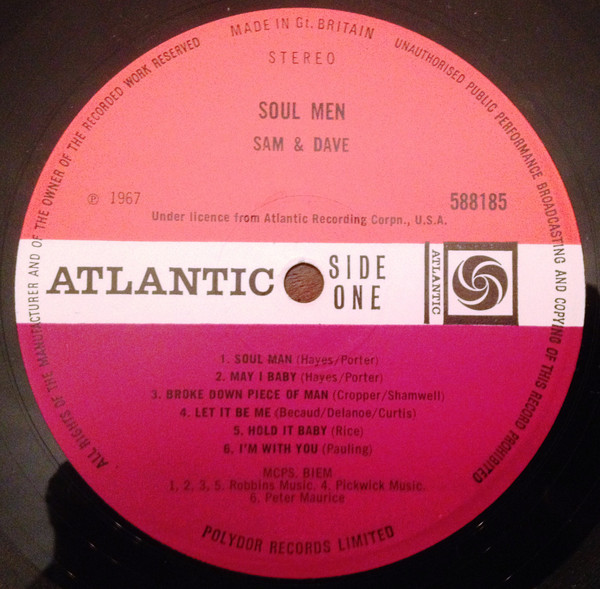 MADE IN Gt. BRITAIN
ALL RIGHTS OF THE MANUFACTURER AND OF THE OWNER OF THE RECORDED WORK RESERVED
UNAUTHORISED PUBLIC PERFORMANCE BROADCASTING AND COPYING OF THIS RECORD PROHIBITED
STEREO
SOUL MEN
SAM & DAVE
℗ 1967
588185
Under licence from Atlantic Recording Corpn., U.S.A.
ATLANTIC
SIDE
ONE
ATLANTIC
1. SOUL MAN (Hayes/Porter)
2. MAY I BABY (Hayes/Porter)
3. BROKE DOWN PIECE OF MAN (Cropper/Shamwell)
4. LET IT BE ME (Becaud/Delanoe/Curtis)
5. HOLD IT BABY (Rice)
6. I'M WITH YOU (Pauling)
MCPS. BIEM
1, 2, 3, 5. Robbins Music. 4. Pickwick Music.
6. Peter Maurice
POLYDOR RECORDS LIMITED